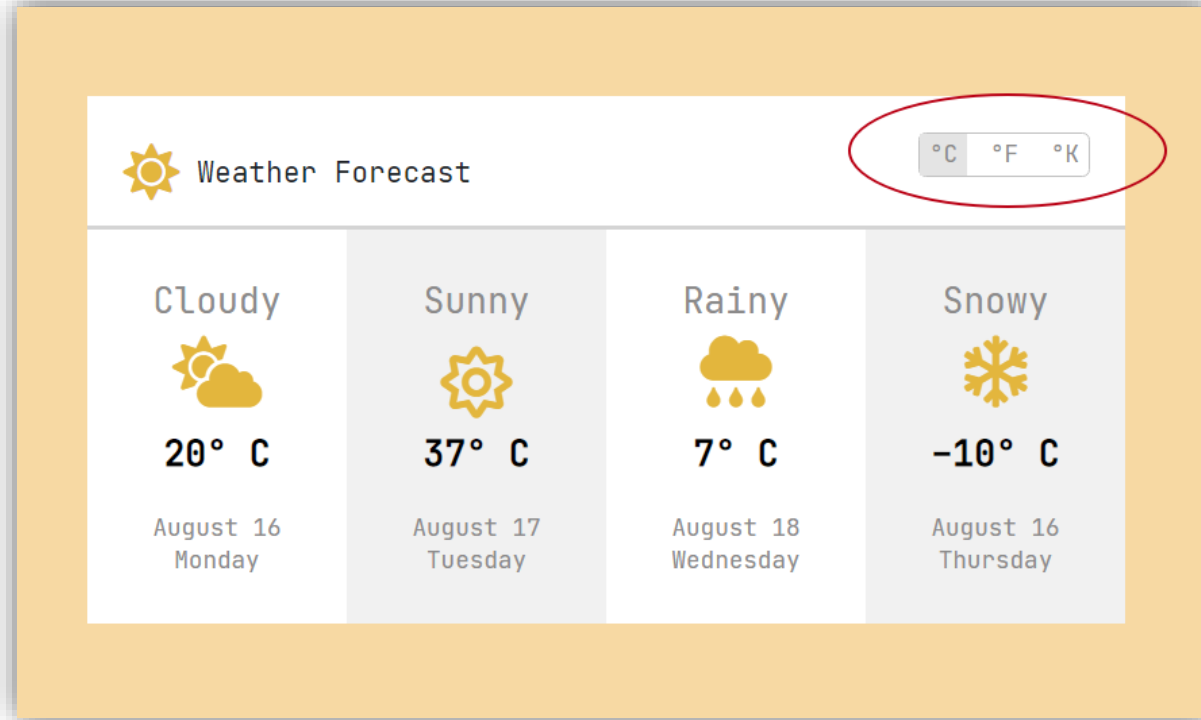 Weather Forecast
°C °F °K
Cloudy
20° C
August 16
Monday
Sunny
37° C
August 17
Tuesday
Rainy
7° C
August 18
Wednesday
Snowy
-10° C
August 16
Thursday